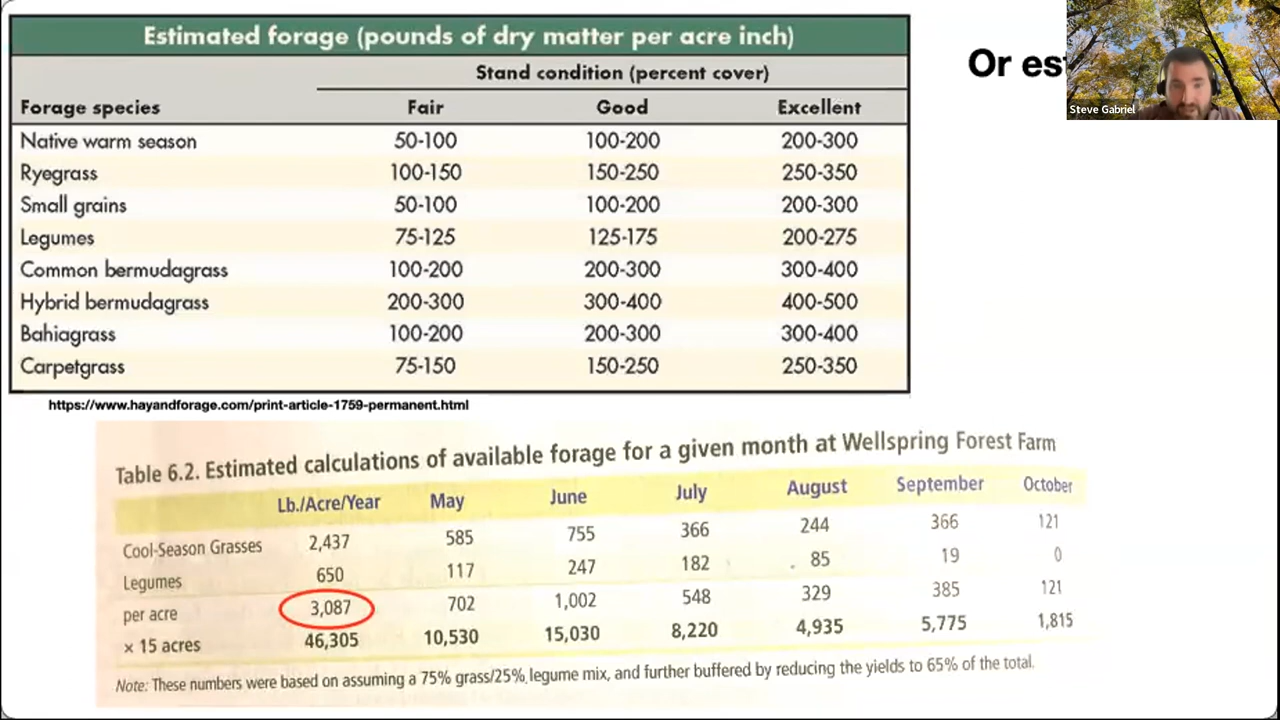 Estimated forage (pounds of dry matter per acre inch)
Stand condition (percent cover)
Forage species Fair Good Excellent
Native warm season 50-100 100-200 200-300
Ryegrass 100-150 150-250 250-350
Small grains 50-100 100-200 200-300
Legumes 75-125 125-175 200-275
Common bermudagrass 100-200 200-300 300-400
Hybrid bermudagrass 200-300 300-400 400-500
Bahiagrass 100-200 200-300 300-400
Carpetgrass 75-150 150-250 250-350
https://www.hayandforage.com/print-article-1759-permanent.html
Or
Steve Gabriel
Table 6.2. Estimated calculations of available forage for a given month at Wellspring Forest Farm
Lb./Acre/Year May June July August September October
Cool-Season Grasses 2,437 585 755 366 244 366 121
Legumes 650 117 247 182 85 19 0
per acre 3,087 702 1,002 548 329 385 121
× 15 acres 46,305 10,530 15,030 8,220 4,935 5,775 1,815
Note: These numbers were based on assuming a 75% grass/25% legume mix, and further buffered by reducing the yields to 65% of the total.